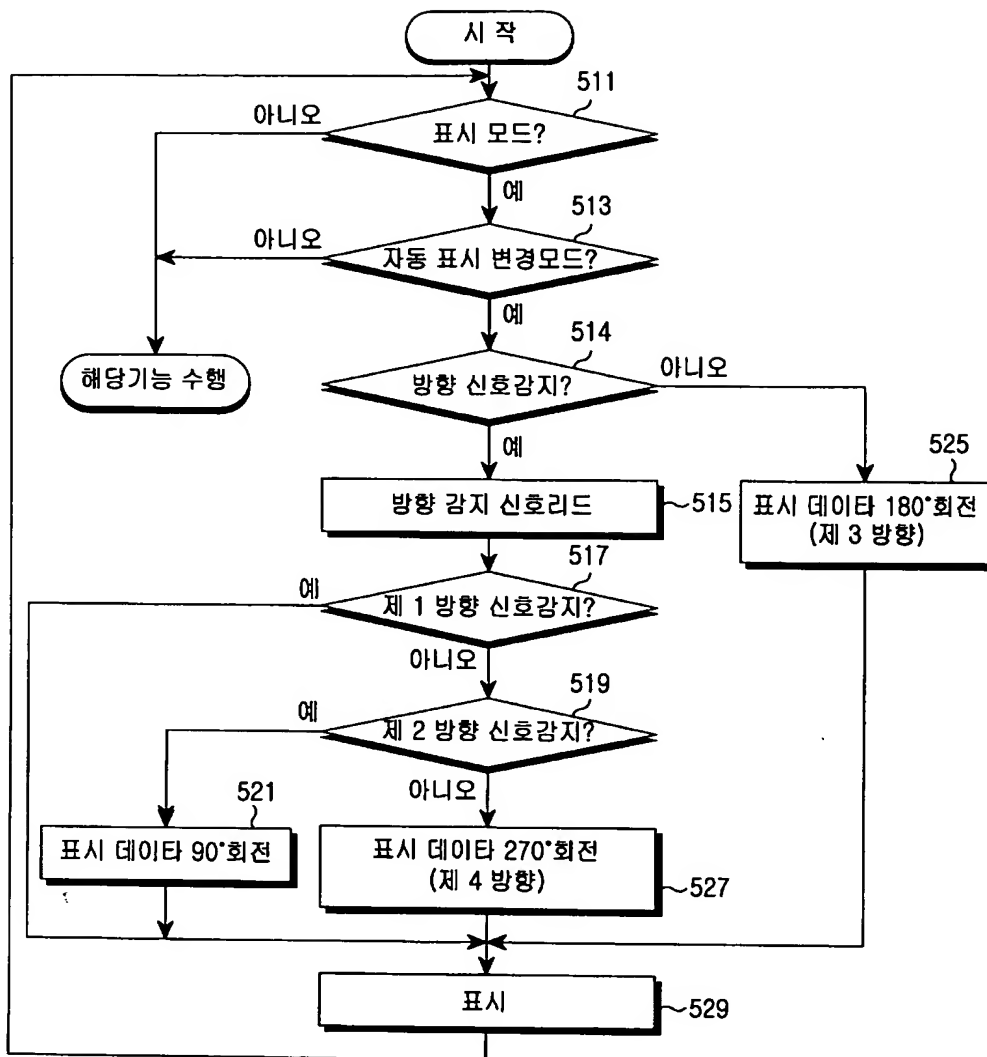 시 작
511
표시 모드?
아니오
예
513
자동 표시 변경모드?
아니오
예
514
방향 신호감지?
아니오
예
해당기능 수행
525
표시 데이타 180°회전
(제 3 방향)
방향 감지 신호리드
515
517
제 1 방향 신호감지?
예
아니오
519
제 2 방향 신호감지?
예
아니오
521
표시 데이타 90°회전
표시 데이타 270°회전
(제 4 방향)
527
표시
529